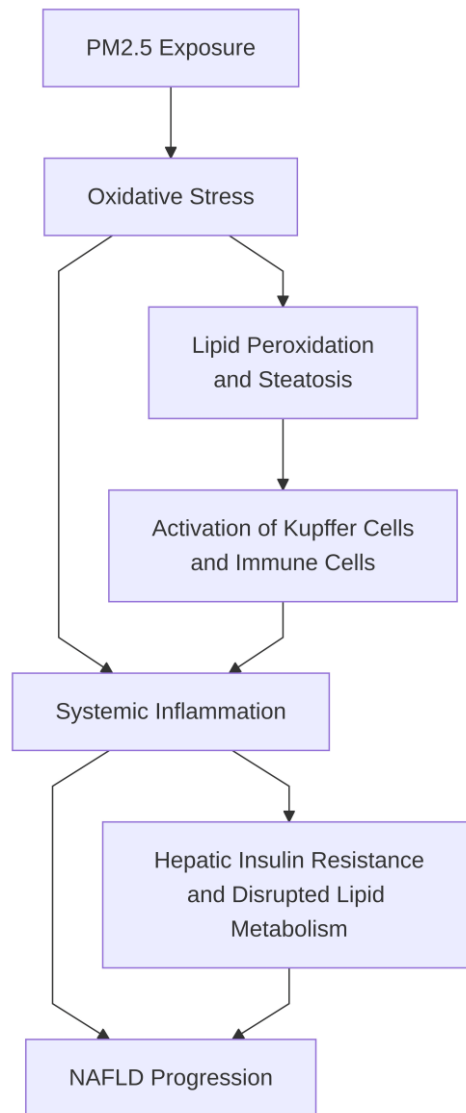 PM2.5 Exposure
Oxidative Stress
Lipid Peroxidation
and Steatosis
Activation of Kupffer Cells
and Immune Cells
Systemic Inflammation
Hepatic Insulin Resistance
and Disrupted Lipid
Metabolism
NAFLD Progression